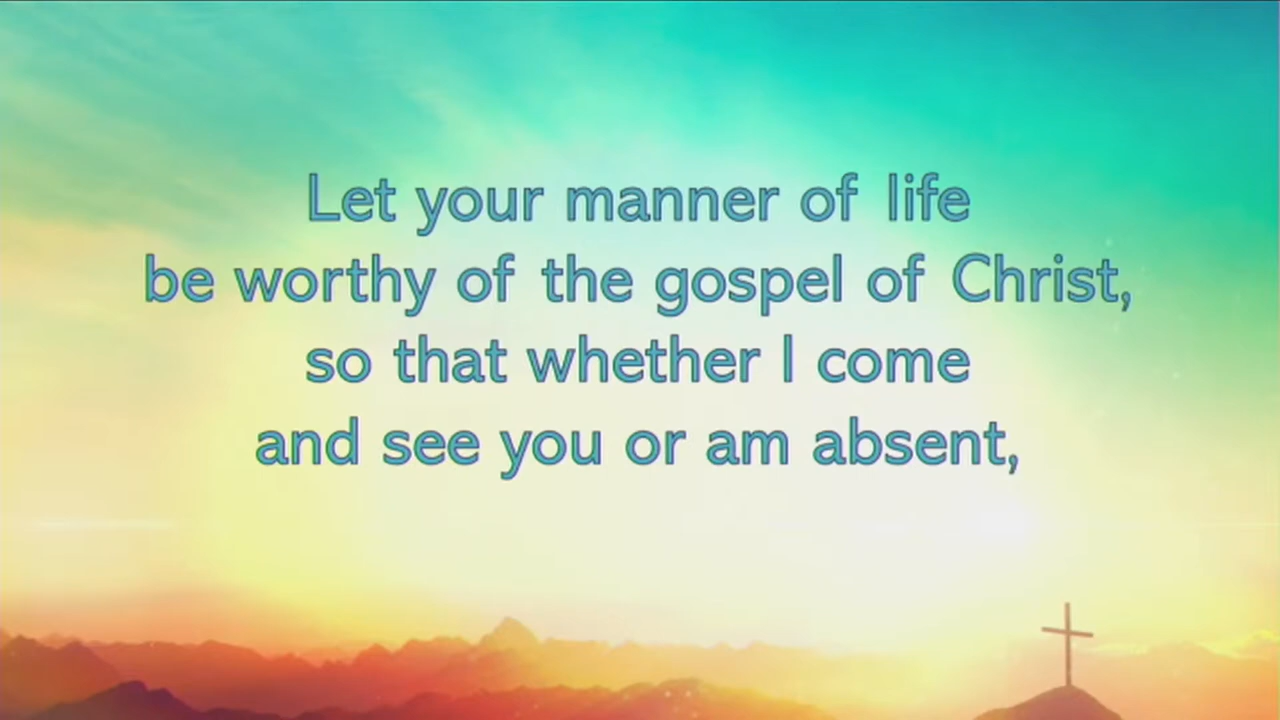 Let your manner of life
be worthy of the gospel of Christ,
so that whether I come
and see you or am absent,